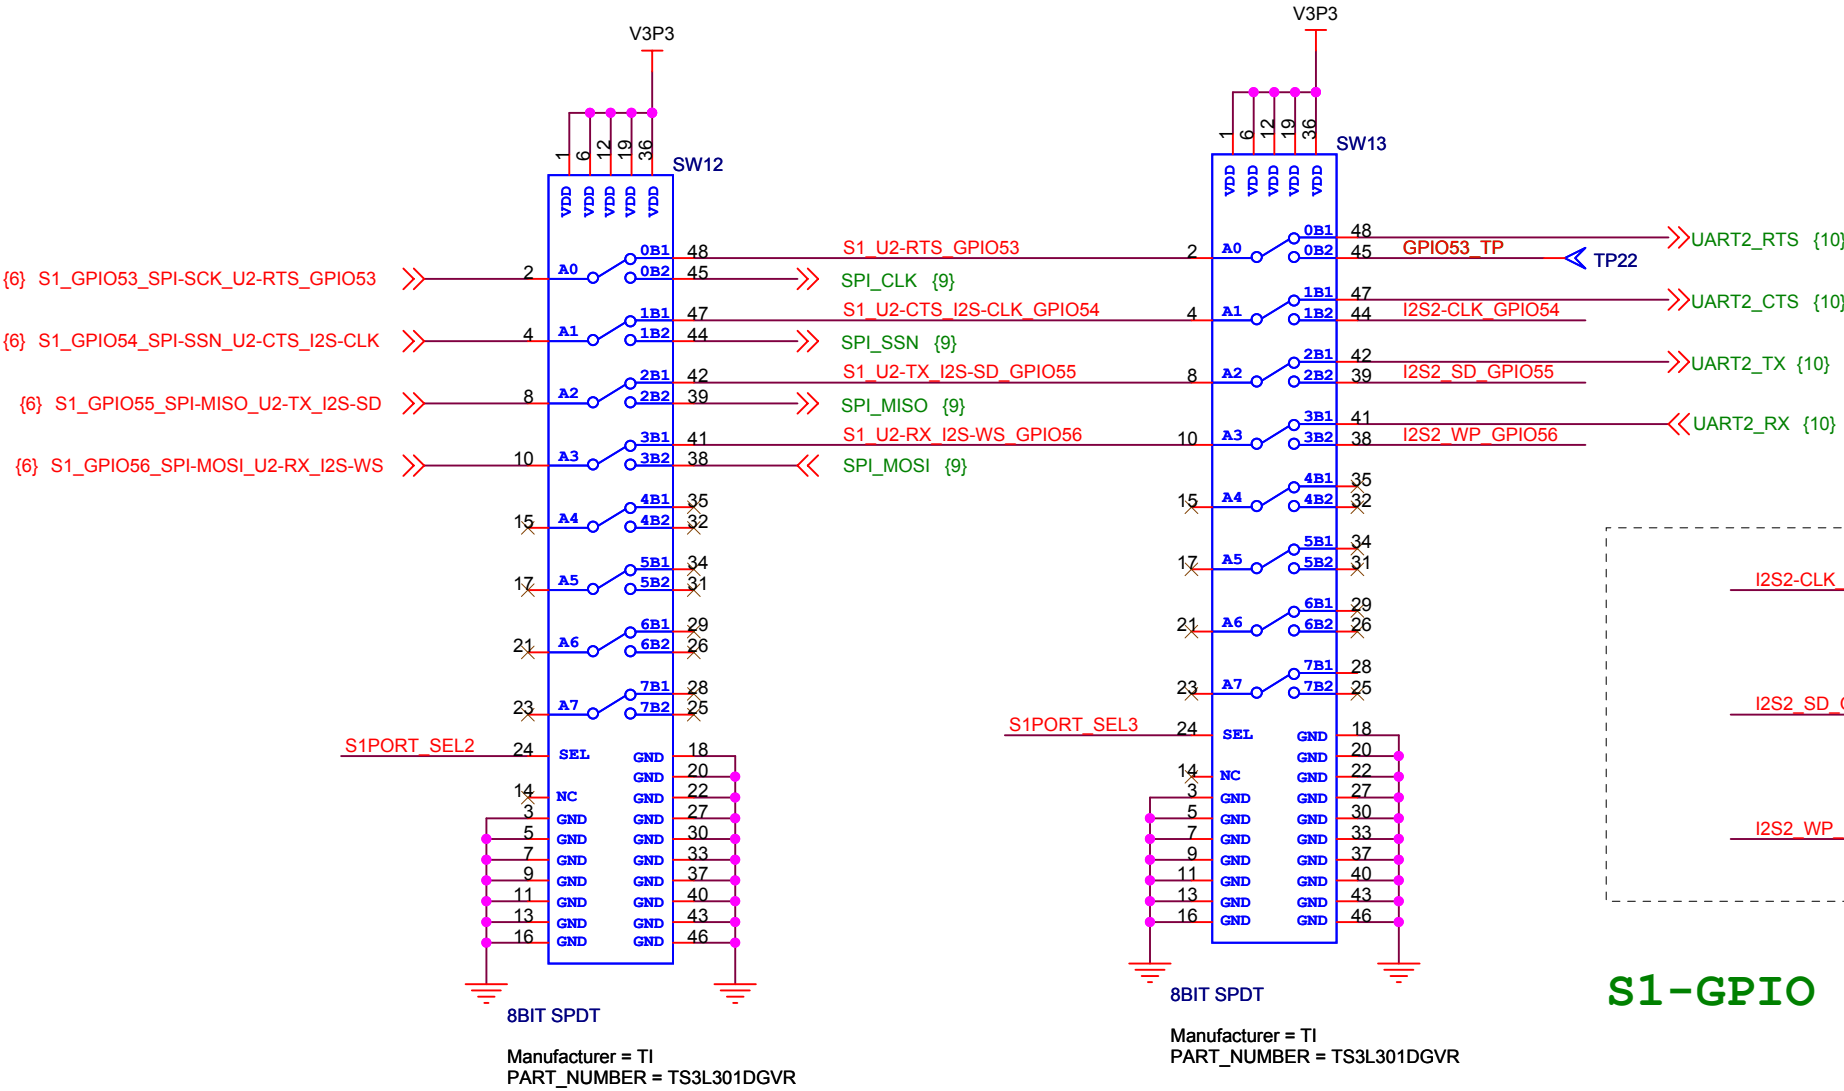 V3P3
1 6 12 19 36
SW12
VDD VDD VDD VDD VDD
{6} S1_GPIO53_SPI-SCK_U2-RTS_GPIO53
2 A0 0B1 48 S1_U2-RTS_GPIO53
0B2 45 SPI_CLK {9}
{6} S1_GPIO54_SPI-SSN_U2-CTS_I2S-CLK
4 A1 1B1 47 S1_U2-CTS_I2S-CLK_GPIO54
1B2 44 SPI_SSN {9}
{6} S1_GPIO55_SPI-MISO_U2-TX_I2S-SD
8 A2 2B1 42 S1_U2-TX_I2S-SD_GPIO55
2B2 39 SPI_MISO {9}
{6} S1_GPIO56_SPI-MOSI_U2-RX_I2S-WS
10 A3 3B1 41 S1_U2-RX_I2S-WS_GPIO56
3B2 38 SPI_MOSI {9}
15 A4 4B1 35
4B2 32
17 A5 5B1 34
5B2 31
21 A6 6B1 29
6B2 26
23 A7 7B1 28
7B2 25
S1PORT_SEL2 24 SEL GND 18
GND 20
14 NC GND 22
3 GND GND 27
5 GND GND 30
7 GND GND 33
9 GND GND 37
11 GND GND 40
13 GND GND 43
16 GND GND 46
8BIT SPDT
Manufacturer = TI
PART_NUMBER = TS3L301DGVR
V3P3
1 6 12 19 36
SW13
VDD VDD VDD VDD VDD
2 A0 0B1 48 UART2_RTS {10}
0B2 45 GPIO53_TP TP22
4 A1 1B1 47 UART2_CTS {10}
1B2 44 I2S2-CLK_GPIO54
8 A2 2B1 42 UART2_TX {10}
2B2 39 I2S2_SD_GPIO55
10 A3 3B1 41 UART2_RX {10}
3B2 38 I2S2_WP_GPIO56
15 A4 4B1 35
4B2 32
17 A5 5B1 34
5B2 31
21 A6 6B1 29
6B2 26
23 A7 7B1 28
7B2 25
S1PORT_SEL3 24 SEL GND 18
GND 20
14 NC GND 22
3 GND GND 27
5 GND GND 30
7 GND GND 33
9 GND GND 37
11 GND GND 40
13 GND GND 43
16 GND GND 46
8BIT SPDT
Manufacturer = TI
PART_NUMBER = TS3L301DGVR
I2S2-CLK_
I2S2_SD_
I2S2_WP_
S1-GPIO